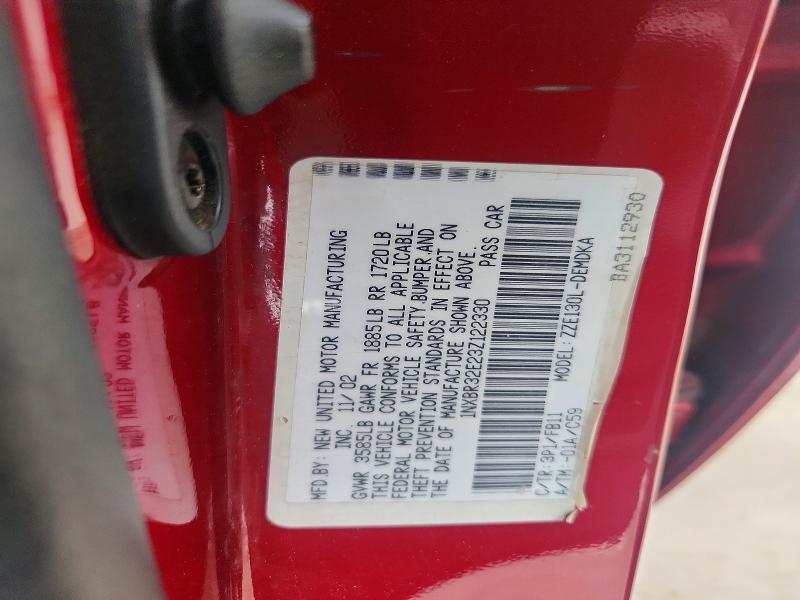 MFD.BY: NEW UNITED MOTOR MANUFACTURING
INC. 11/02
GVWR 3585LB GAWR FR 1885LB RR 1720LB
THIS VEHICLE CONFORMS TO ALL APPLICABLE
FEDERAL MOTOR VEHICLE SAFETY,BUMPER,AND
THEFT PREVENTION STANDARDS IN EFFECT ON
THE DATE OF MANUFACTURE SHOWN ABOVE.
1NXBR32E23Z122330 PASS CAR
C/TR: 3P1/FB11 MODEL: ZZE130L-DEMDKA
A/TM: -01A/C59
BA3112930